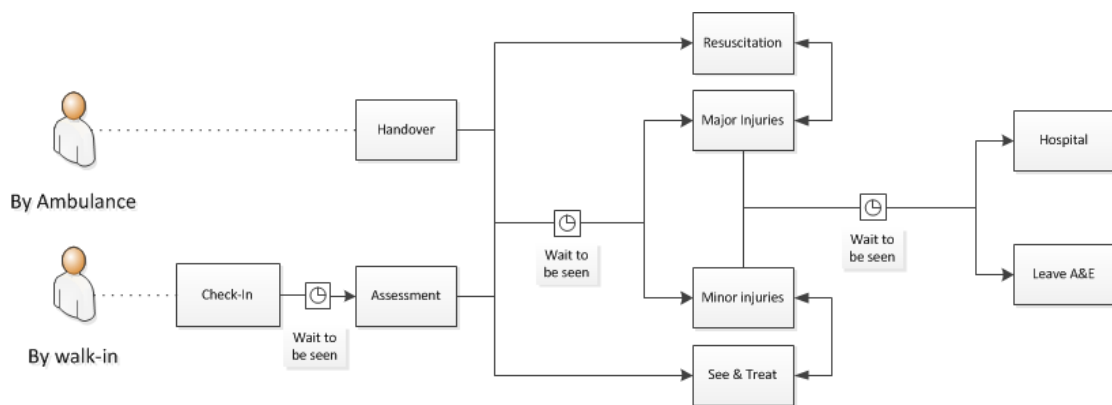 Resuscitation
Handover
Major Injuries
Hospital
By Ambulance
Wait to
be seen
Wait to
be seen
Check-In
Assessment
Minor injuries
Leave A&E
Wait to
be seen
By walk-in
See & Treat